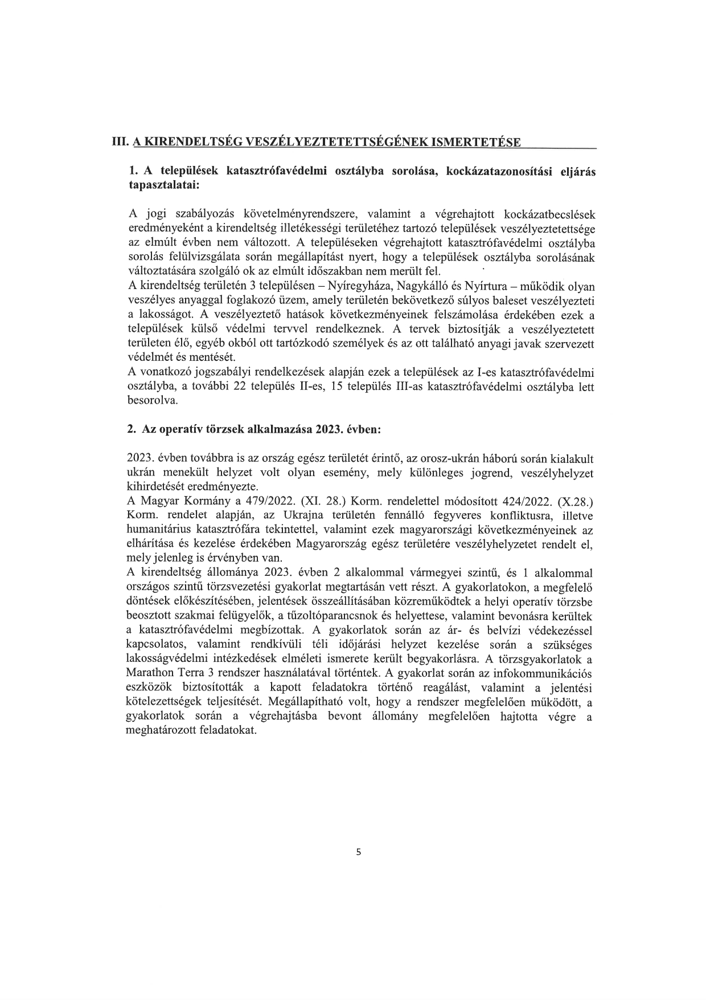 III. A KIRENDELTSÉG VESZÉLYEZTETETTSÉGÉNEK ISMERTETÉSE
1. A települések katasztrófavédelmi osztályba sorolása, kockázatazonosítási eljárás
tapasztalatai:
A jogi szabályozás követelményrendszere, valamint a végrehajtott kockázatbecslések
eredményeként a kirendeltség illetékességi területéhez tartozó települések veszélyeztetettsége
az elmúlt évben nem változott. A településeken végrehajtott katasztrófavédelmi osztályba
sorolás felülvizsgálata során megállapítást nyert, hogy a települések osztályba sorolásának
változtatására szolgáló ok az elmúlt időszakban nem merült fel.
A kirendeltség területén 3 településen – Nyíregyháza, Nagykálló és Nyírtura – működik olyan
veszélyes anyaggal foglakozó üzem, amely területén bekövetkező súlyos baleset veszélyezteti
a lakosságot. A veszélyeztető hatások következményeinek felszámolása érdekében ezek a
települések külső védelmi tervvel rendelkeznek. A tervek biztosítják a veszélyeztetett
területen élő, egyéb okból ott tartózkodó személyek és az ott található anyagi javak szervezett
védelmét és mentését.
A vonatkozó jogszabályi rendelkezések alapján ezek a települések az I-es katasztrófavédelmi
osztályba, a további 22 település II-es, 15 település III-as katasztrófavédelmi osztályba lett
besorolva.
2. Az operatív törzsek alkalmazása 2023. évben:
2023. évben továbbra is az ország egész területét érintő, az orosz-ukrán háború során kialakult
ukrán menekült helyzet volt olyan esemény, mely különleges jogrend, veszélyhelyzet
kihirdetését eredményezte.
A Magyar Kormány a 479/2022. (XI. 28.) Korm. rendelettel módosított 424/2022. (X.28.)
Korm. rendelet alapján, az Ukrajna területén fennálló fegyveres konfliktusra, illetve
humanitárius katasztrófára tekintettel, valamint ezek magyarországi következményeinek az
elhárítása és kezelése érdekében Magyarország egész területére veszélyhelyzetet rendelt el,
mely jelenleg is érvényben van.
A kirendeltség állománya 2023. évben 2 alkalommal vármegyei szintű, és 1 alkalommal
országos szintű törzsvezetési gyakorlat megtartásán vett részt. A gyakorlatokon, a megfelelő
döntések előkészítésében, jelentések összeállításában közreműködtek a helyi operatív törzsbe
beosztott szakmai felügyelők, a tűzoltóparancsnok és helyettese, valamint bevonásra kerültek
a katasztrófavédelmi megbízottak. A gyakorlatok során az ár- és belvízi védekezéssel
kapcsolatos, valamint rendkívüli téli időjárási helyzet kezelése során a szükséges
lakosságvédelmi intézkedések elméleti ismerete került begyakorlásra. A törzsgyakorlatok a
Marathon Terra 3 rendszer használatával történtek. A gyakorlat során az infokommunikációs
eszközök biztosították a kapott feladatokra történő reagálást, valamint a jelentési
kötelezettségek teljesítését. Megállapítható volt, hogy a rendszer megfelelően működött, a
gyakorlatok során a végrehajtásba bevont állomány megfelelően hajtotta végre a
meghatározott feladatokat.
5